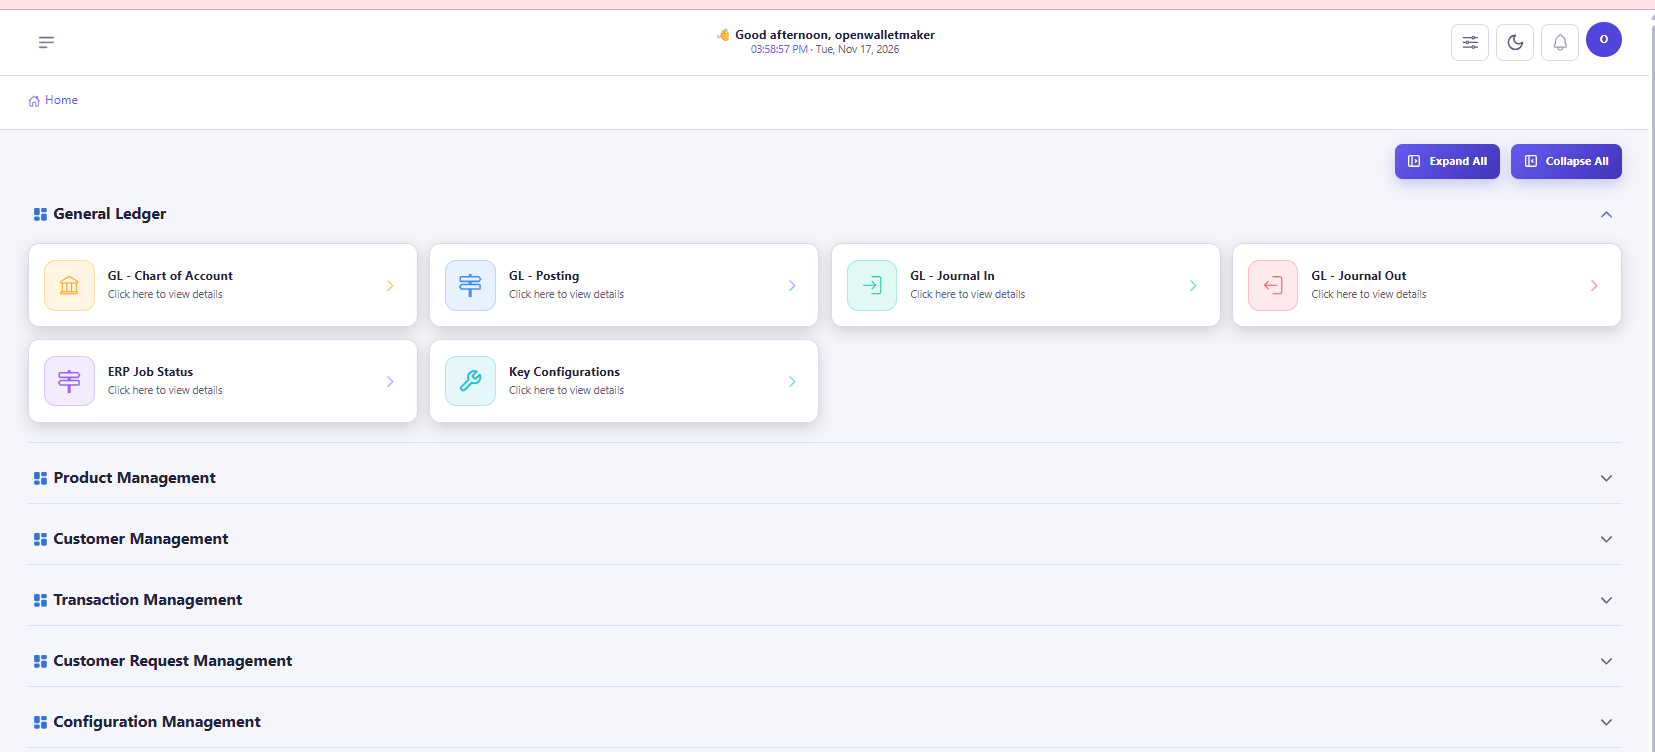 Good afternoon, openwalletmaker
03:58:57 PM · Tue, Nov 17, 2026
O
Home
Expand All
Collapse All
General Ledger
GL - Chart of Account
Click here to view details
GL - Posting
Click here to view details
GL - Journal In
Click here to view details
GL - Journal Out
Click here to view details
ERP Job Status
Click here to view details
Key Configurations
Click here to view details
Product Management
Customer Management
Transaction Management
Customer Request Management
Configuration Management